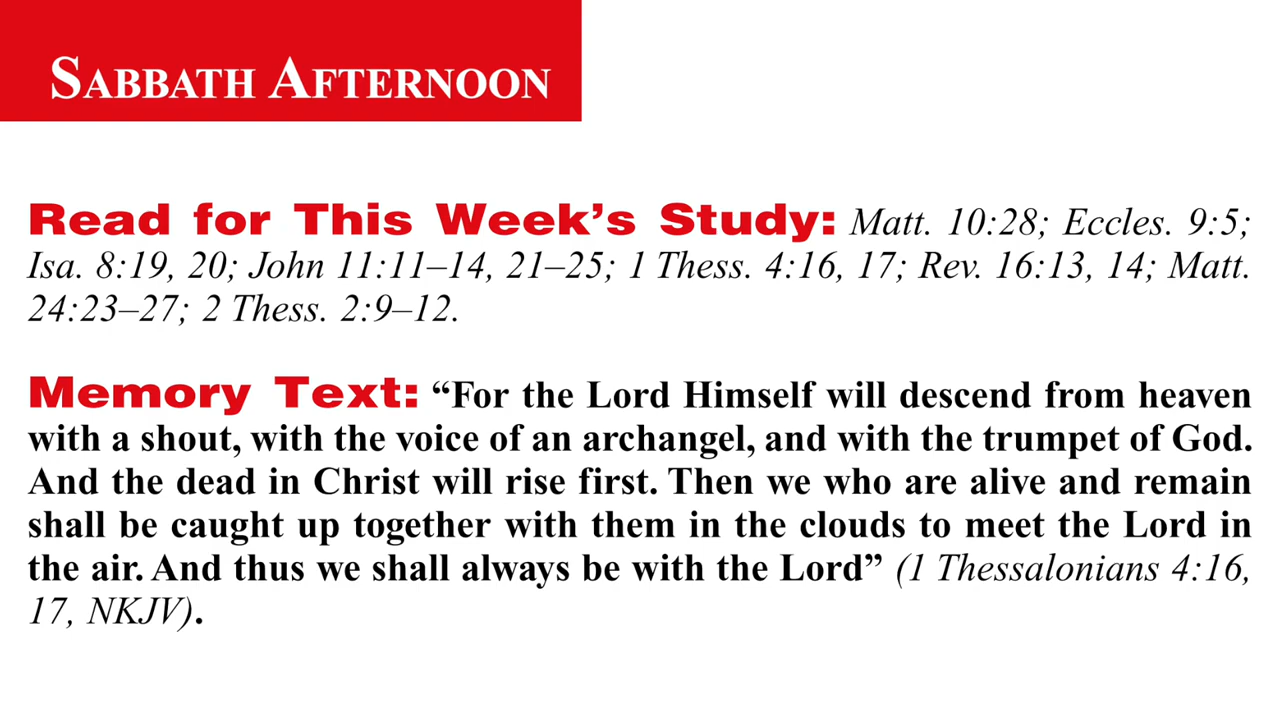 SABBATH AFTERNOON
Read for This Week’s Study: Matt. 10:28; Eccles. 9:5;
Isa. 8:19, 20; John 11:11–14, 21–25; 1 Thess. 4:16, 17; Rev. 16:13, 14; Matt.
24:23–27; 2 Thess. 2:9–12.
Memory Text: “For the Lord Himself will descend from heaven
with a shout, with the voice of an archangel, and with the trumpet of God.
And the dead in Christ will rise first. Then we who are alive and remain
shall be caught up together with them in the clouds to meet the Lord in
the air. And thus we shall always be with the Lord” (1 Thessalonians 4:16,
17, NKJV).